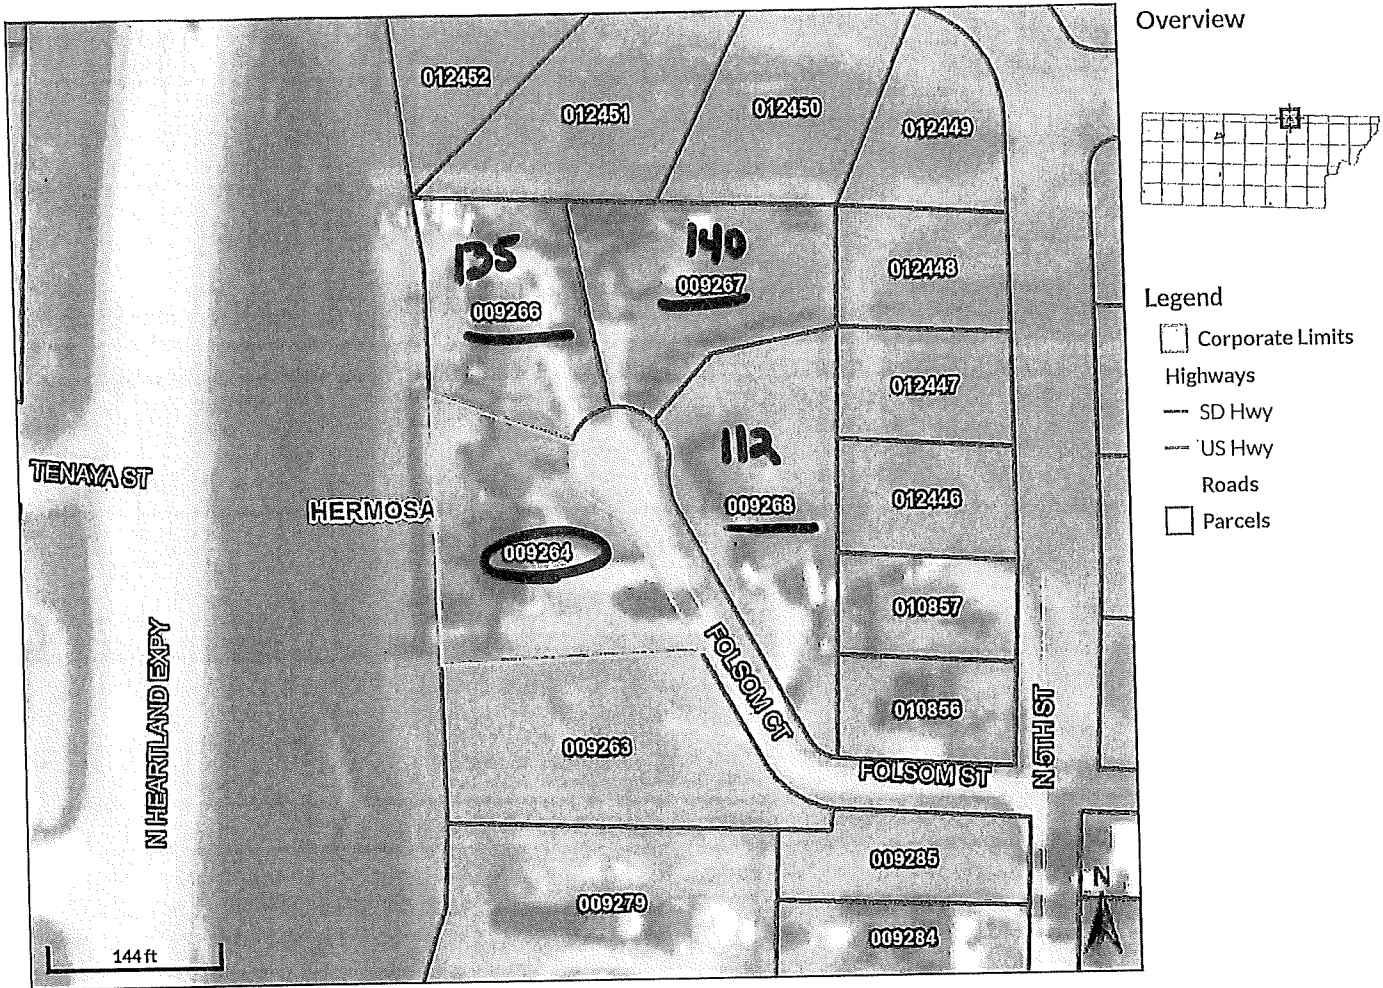 Overview
012452
012451
012450
012449
135
009266
140
009267
012448
Legend
Corporate Limits
Highways
SD Hwy
US Hwy
Roads
Parcels
012447
112
009268
012446
TENAYA ST
HERMOSA
009264
010857
N HEARTLAND EXPY
FOLSOM CT
010856
009263
FOLSOM ST
N 5TH ST
009285
009279
N
009284
144 ft